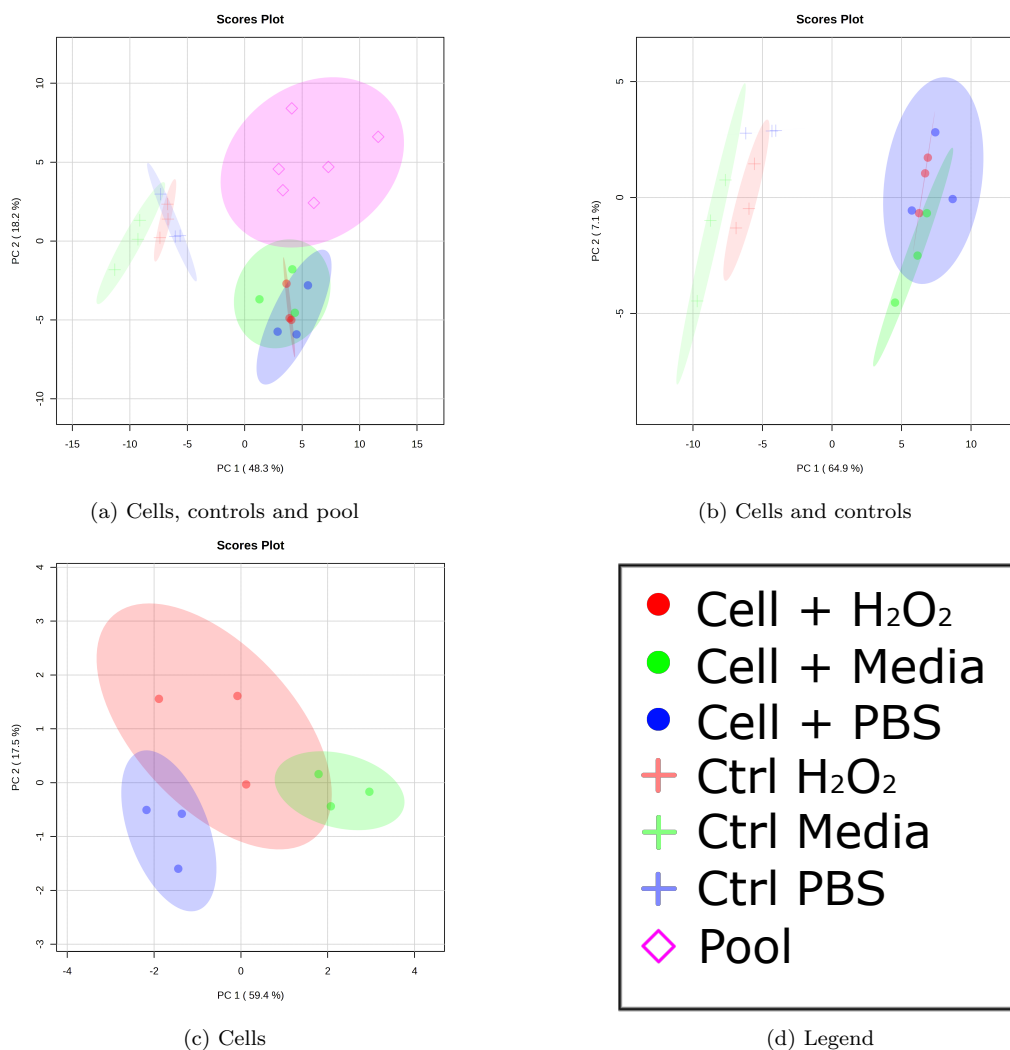 Scores Plot
PC 2 ( 18.2 %)
10
5
0
-5
-10
-15 -10 -5 0 5 10 15
PC 1 ( 48.3 %)
(a) Cells, controls and pool
Scores Plot
PC 2 ( 7.1 %)
5
0
-5
-10 -5 0 5 10
PC 1 ( 64.9 %)
(b) Cells and controls
Scores Plot
PC 2 ( 17.5 %)
4
3
2
1
0
-1
-2
-3
-4 -2 0 2 4
PC 1 ( 59.4 %)
(c) Cells
Cell + H₂O₂
Cell + Media
Cell + PBS
Ctrl H₂O₂
Ctrl Media
Ctrl PBS
Pool
(d) Legend